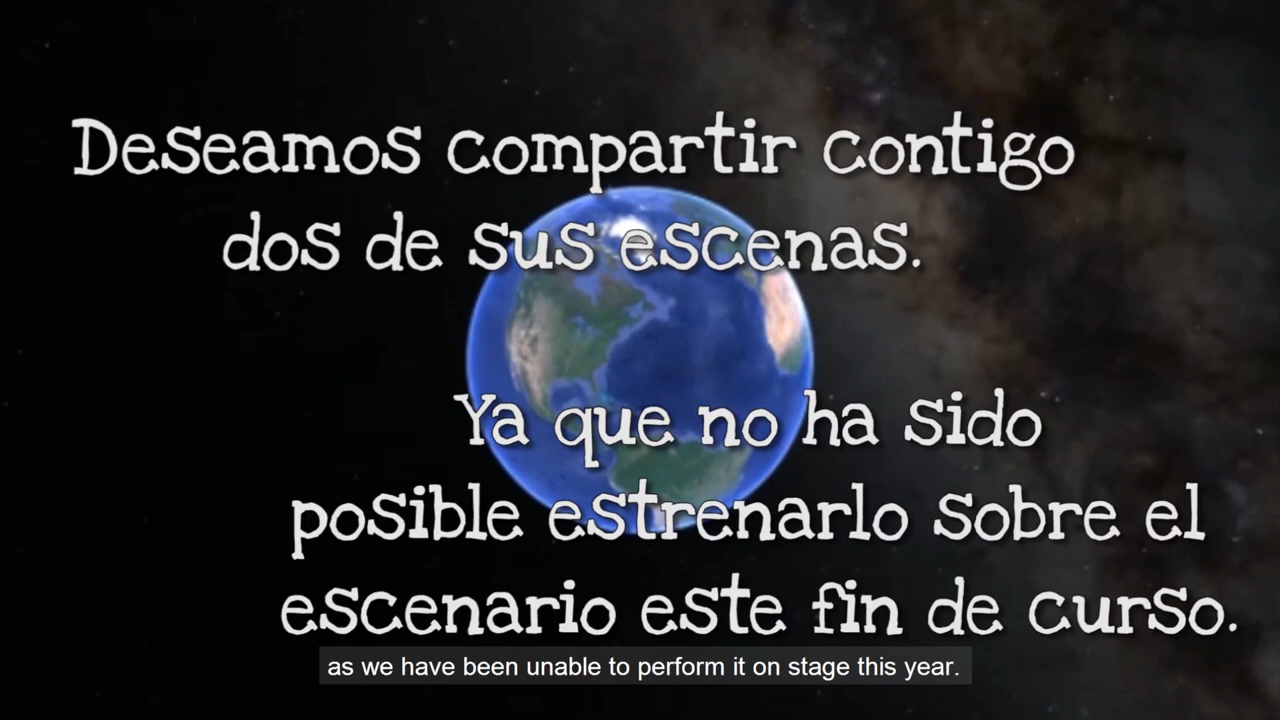 Deseamos compartir contigo
dos de sus escenas.
Ya que no ha sido
posible estrenarlo sobre el
escenario este fin de curso.
as we have been unable to perform it on stage this year.